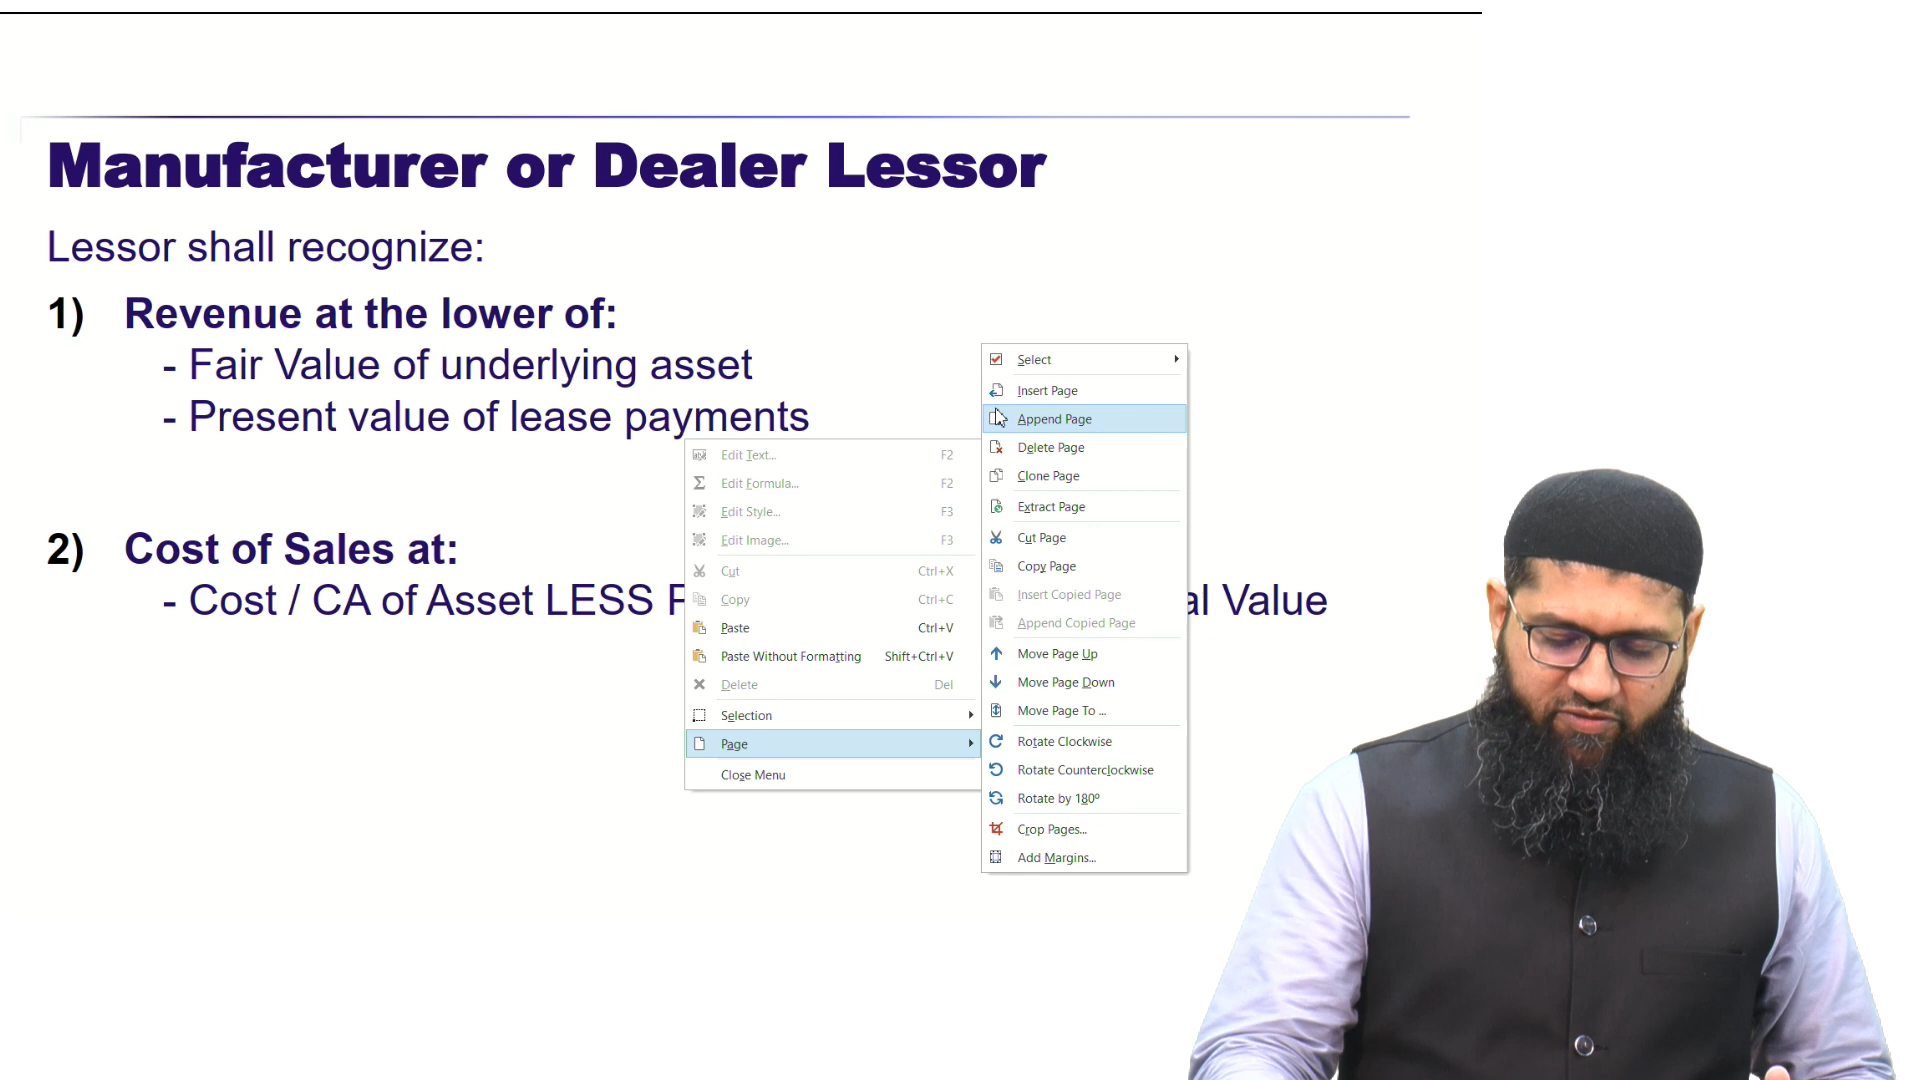 Manufacturer or Dealer Lessor
Lessor shall recognize:
1) Revenue at the lower of:
- Fair Value of underlying asset
- Present value of lease payments
2) Cost of Sales at:
- Cost / CA of Asset LESS
Value
Edit Text... F2
Edit Formula... F2
Edit Style... F3
Edit Image... F3
Cut Ctrl+X
Copy Ctrl+C
Paste Ctrl+V
Paste Without Formatting Shift+Ctrl+V
Delete Del
Selection
Page
Close Menu
Select
Insert Page
Append Page
Delete Page
Clone Page
Extract Page
Cut Page
Copy Page
Insert Copied Page
Append Copied Page
Move Page Up
Move Page Down
Move Page To ...
Rotate Clockwise
Rotate Counterclockwise
Rotate by 180º
Crop Pages...
Add Margins...